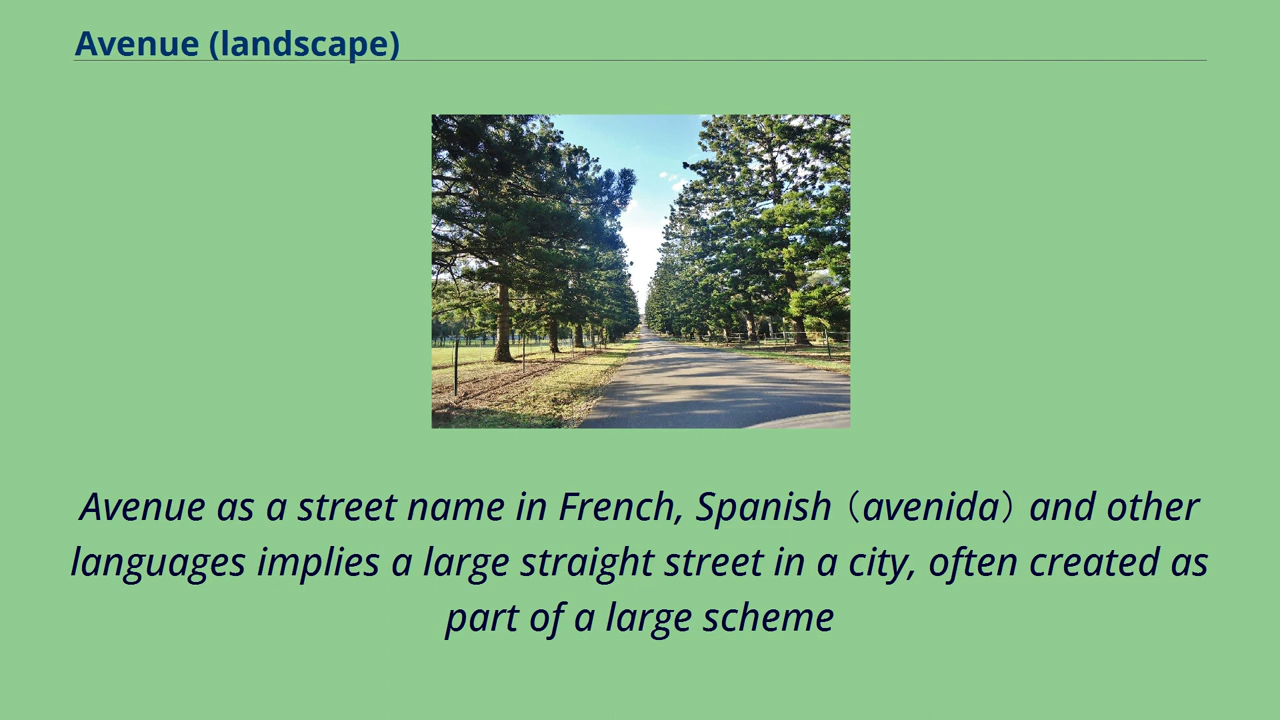 Avenue (landscape)
Avenue as a street name in French, Spanish（avenida）and other
languages implies a large straight street in a city, often created as
part of a large scheme